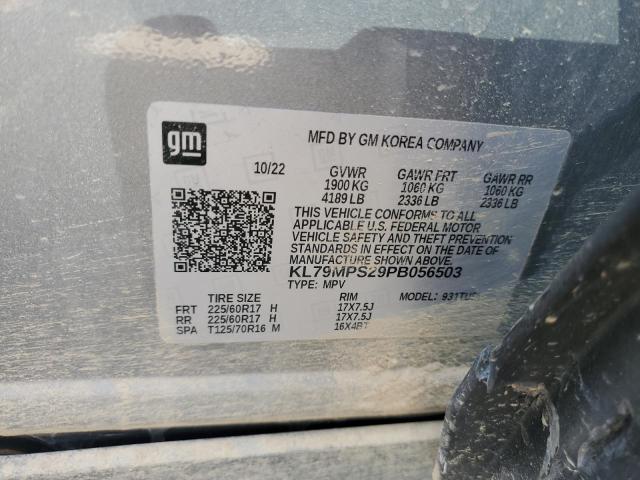 gm
MFD BY GM KOREA COMPANY
10/22 GVWR GAWR FRT GAWR RR
1900 KG 1060 KG 1060 KG
4189 LB 2336 LB 2336 LB
THIS VEHICLE CONFORMS TO ALL
APPLICABLE U.S. FEDERAL MOTOR
VEHICLE SAFETY AND THEFT PREVENTION
STANDARDS IN EFFECT ON THE DATE OF
MANUFACTURE SHOWN ABOVE.
KL79MPS29PB056503
TYPE: MPV
TIRE SIZE RIM MODEL:
FRT 225/60R17 H 17X7.5J
RR 225/60R17 H 17X7.5J
SPA T125/70R16 M 16X4BT